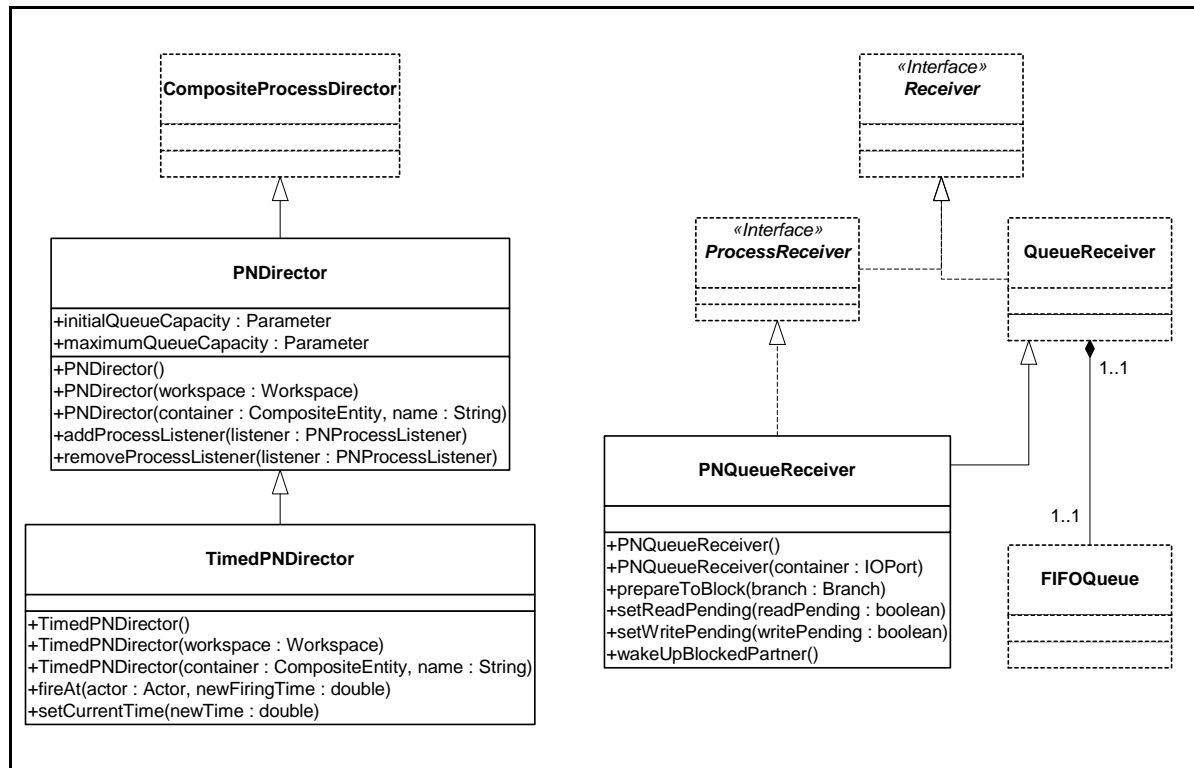 CompositeProcessDirector
PNDirector
+initialQueueCapacity : Parameter
+maximumQueueCapacity : Parameter
+PNDirector()
+PNDirector(workspace : Workspace)
+PNDirector(container : CompositeEntity, name : String)
+addProcessListener(listener : PNProcessListener)
+removeProcessListener(listener : PNProcessListener)
TimedPNDirector
+TimedPNDirector()
+TimedPNDirector(workspace : Workspace)
+TimedPNDirector(container : CompositeEntity, name : String)
+fireAt(actor : Actor, newFiringTime : double)
+setCurrentTime(newTime : double)
«Interface»
Receiver
«Interface»
ProcessReceiver
QueueReceiver
1..1
PNQueueReceiver
+PNQueueReceiver()
+PNQueueReceiver(container : IOPort)
+prepareToBlock(branch : Branch)
+setReadPending(readPending : boolean)
+setWritePending(writePending : boolean)
+wakeUpBlockedPartner()
1..1
FIFOQueue